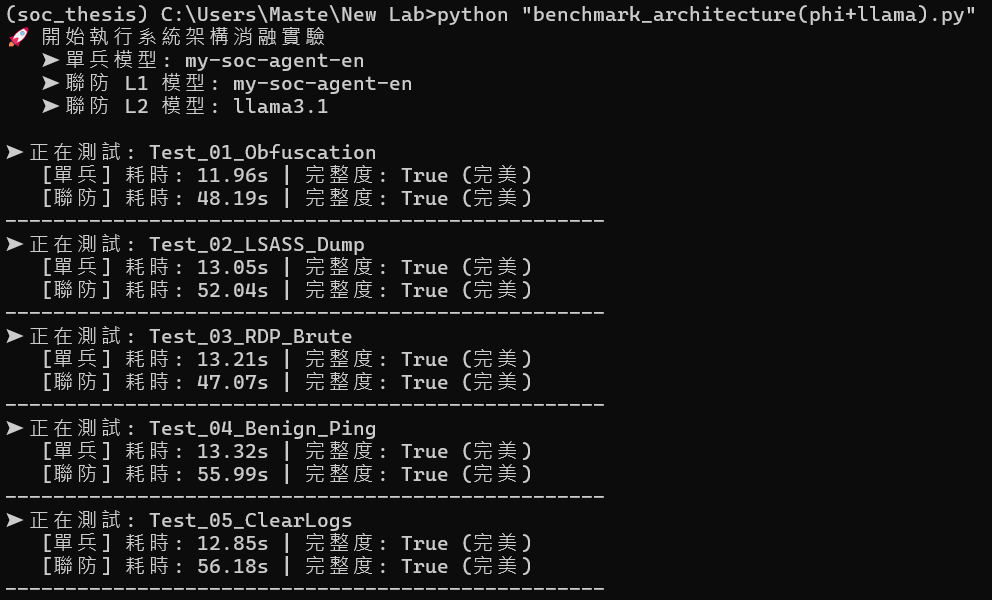 (soc_thesis) C:\Users\Maste\New Lab>python "benchmark_architecture(phi+llama).py"
🚀 開始執行系統架構消融實驗
➤ 單兵模型: my-soc-agent-en
➤ 聯防 L1 模型: my-soc-agent-en
➤ 聯防 L2 模型: llama3.1
➤ 正在測試: Test_01_Obfuscation
[單兵] 耗時: 11.96s | 完整度: True (完美)
[聯防] 耗時: 48.19s | 完整度: True (完美)
--------------------------------------------------
➤ 正在測試: Test_02_LSASS_Dump
[單兵] 耗時: 13.05s | 完整度: True (完美)
[聯防] 耗時: 52.04s | 完整度: True (完美)
--------------------------------------------------
➤ 正在測試: Test_03_RDP_Brute
[單兵] 耗時: 13.21s | 完整度: True (完美)
[聯防] 耗時: 47.07s | 完整度: True (完美)
--------------------------------------------------
➤ 正在測試: Test_04_Benign_Ping
[單兵] 耗時: 13.32s | 完整度: True (完美)
[聯防] 耗時: 55.99s | 完整度: True (完美)
--------------------------------------------------
➤ 正在測試: Test_05_ClearLogs
[單兵] 耗時: 12.85s | 完整度: True (完美)
[聯防] 耗時: 56.18s | 完整度: True (完美)
--------------------------------------------------